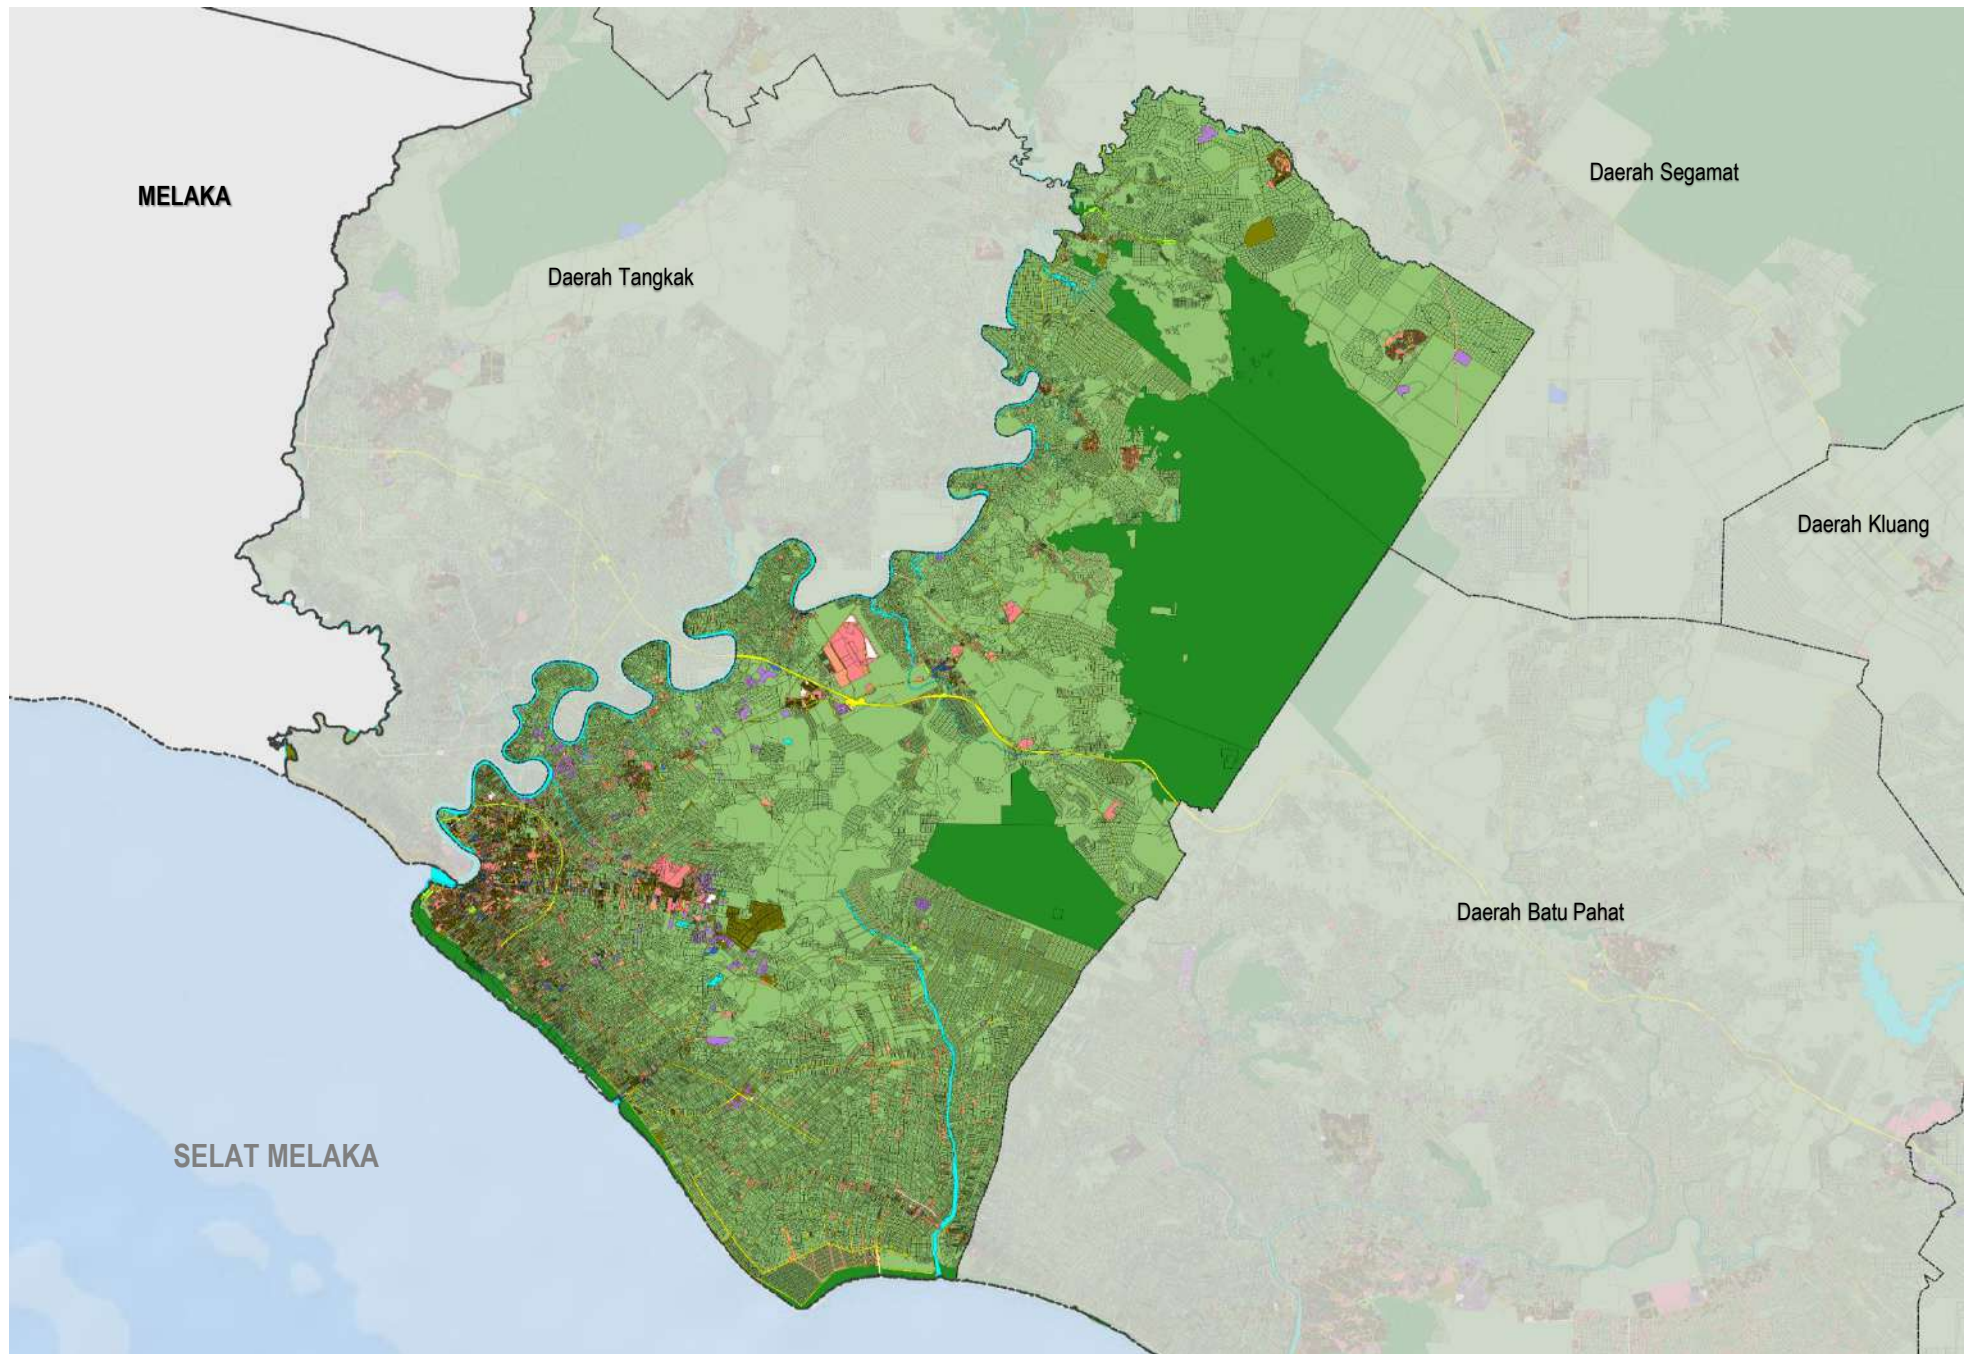 Daerah Segamat
MELAKA
Daerah Tangkak
Daerah Kluang
Daerah Batu Pahat
SELAT MELAKA